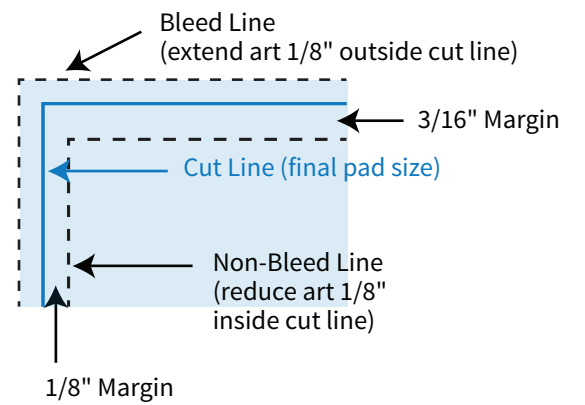 Bleed Line
(extend art 1/8" outside cut line)
3/16" Margin
Cut Line (final pad size)
Non-Bleed Line
(reduce art 1/8"
inside cut line)
1/8" Margin